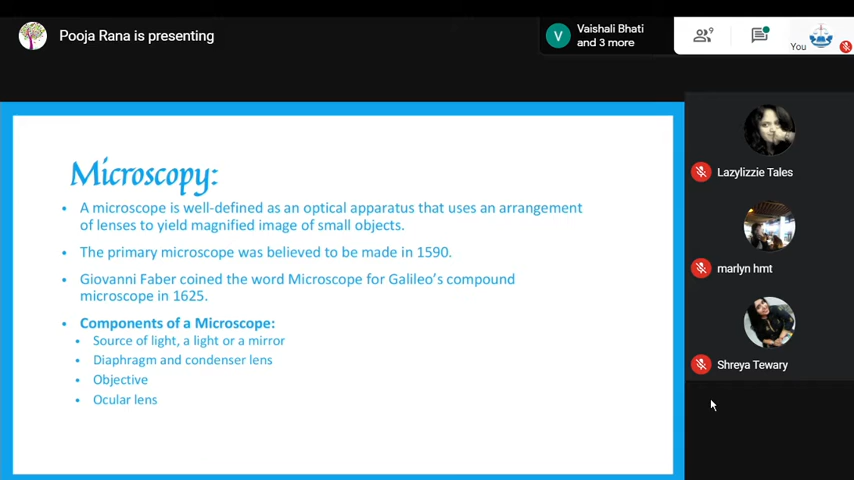 Pooja Rana is presenting
V
Vaishali Bhati
and 3 more
9
You
Microscopy:
• A microscope is well-defined as an optical apparatus that uses an arrangement
of lenses to yield magnified image of small objects.
• The primary microscope was believed to be made in 1590.
• Giovanni Faber coined the word Microscope for Galileo's compound
microscope in 1625.
• Components of a Microscope:
• Source of light, a light or a mirror
• Diaphragm and condenser lens
• Objective
• Ocular lens
Lazylizzie Tales
marlyn hmt
Shreya Tewary